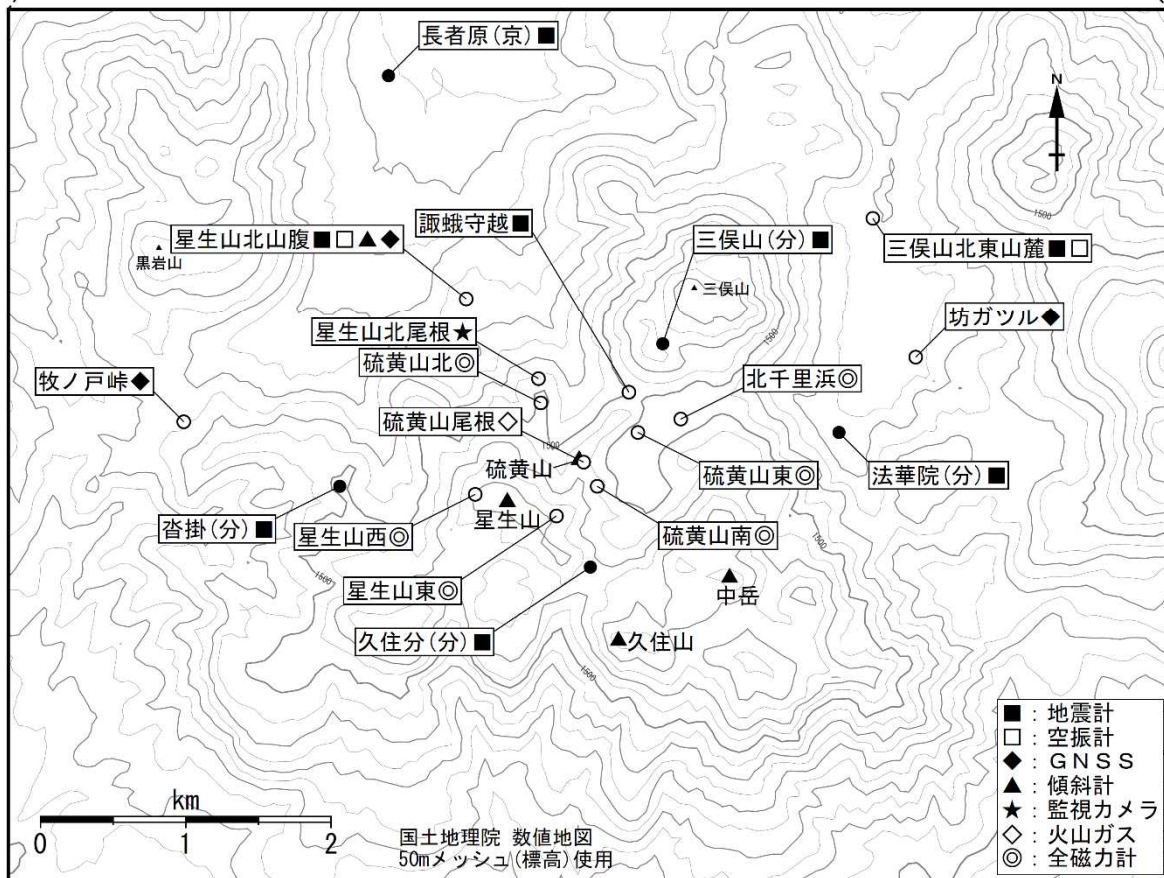 長者原(京)■
N
諏蛾守越■
星生山北山腹■□▲◆
三俣山(分)■
1500
三俣山北東山麓■□
黒岩山
三俣山
坊ガツル◆
星生山北尾根★
1500
硫黄山北◎
牧ノ戸峠◆
北千里浜◎
硫黄山尾根◇
1500
硫黄山
硫黄山東◎
法華院(分)■
沓掛(分)■
星生山西◎
星生山
硫黄山南◎
1500
1500
星生山東◎
中岳
久住分(分)■
久住山
1500
■:地震計
□:空振計
◆:GNSS
▲:傾斜計
★:監視カメラ
◇:火山ガス
◎:全磁力計
km
0 1 2
国土地理院 数値地図
50mメッシュ(標高)使用